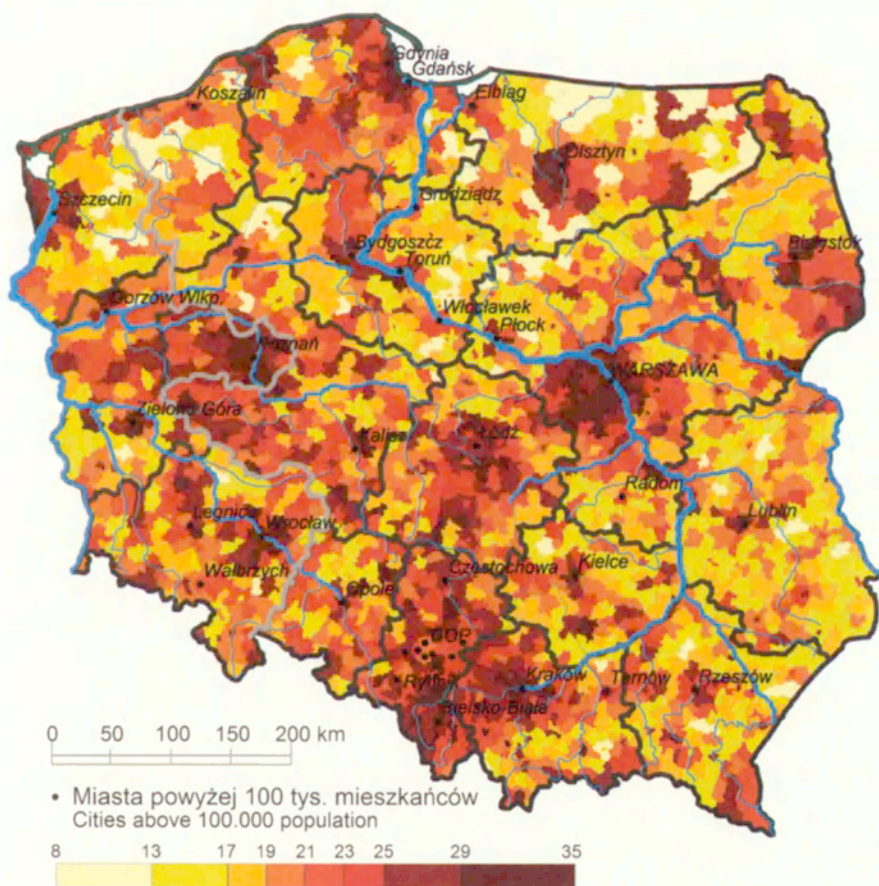 Gdynia
Gdańsk
Koszalin
Elbląg
Olsztyn
Szczecin
Grudziądz
Bydgoszcz
Białystok
Toruń
Gorzów Wlkp.
Włocławek
Płock
Poznań
WARSZAWA
Zielona Góra
Kalisz
Łódź
Radom
Legnica
Lublin
Wrocław
Wałbrzych
Częstochowa
Kielce
Opole
GOP
Kraków
Tarnów
Rzeszów
Bielsko-Biała
0 50 100 150 200 km
• Miasta powyżej 100 tys. mieszkańców
Cities above 100.000 population
8 13 17 19 21 23 25 29 35